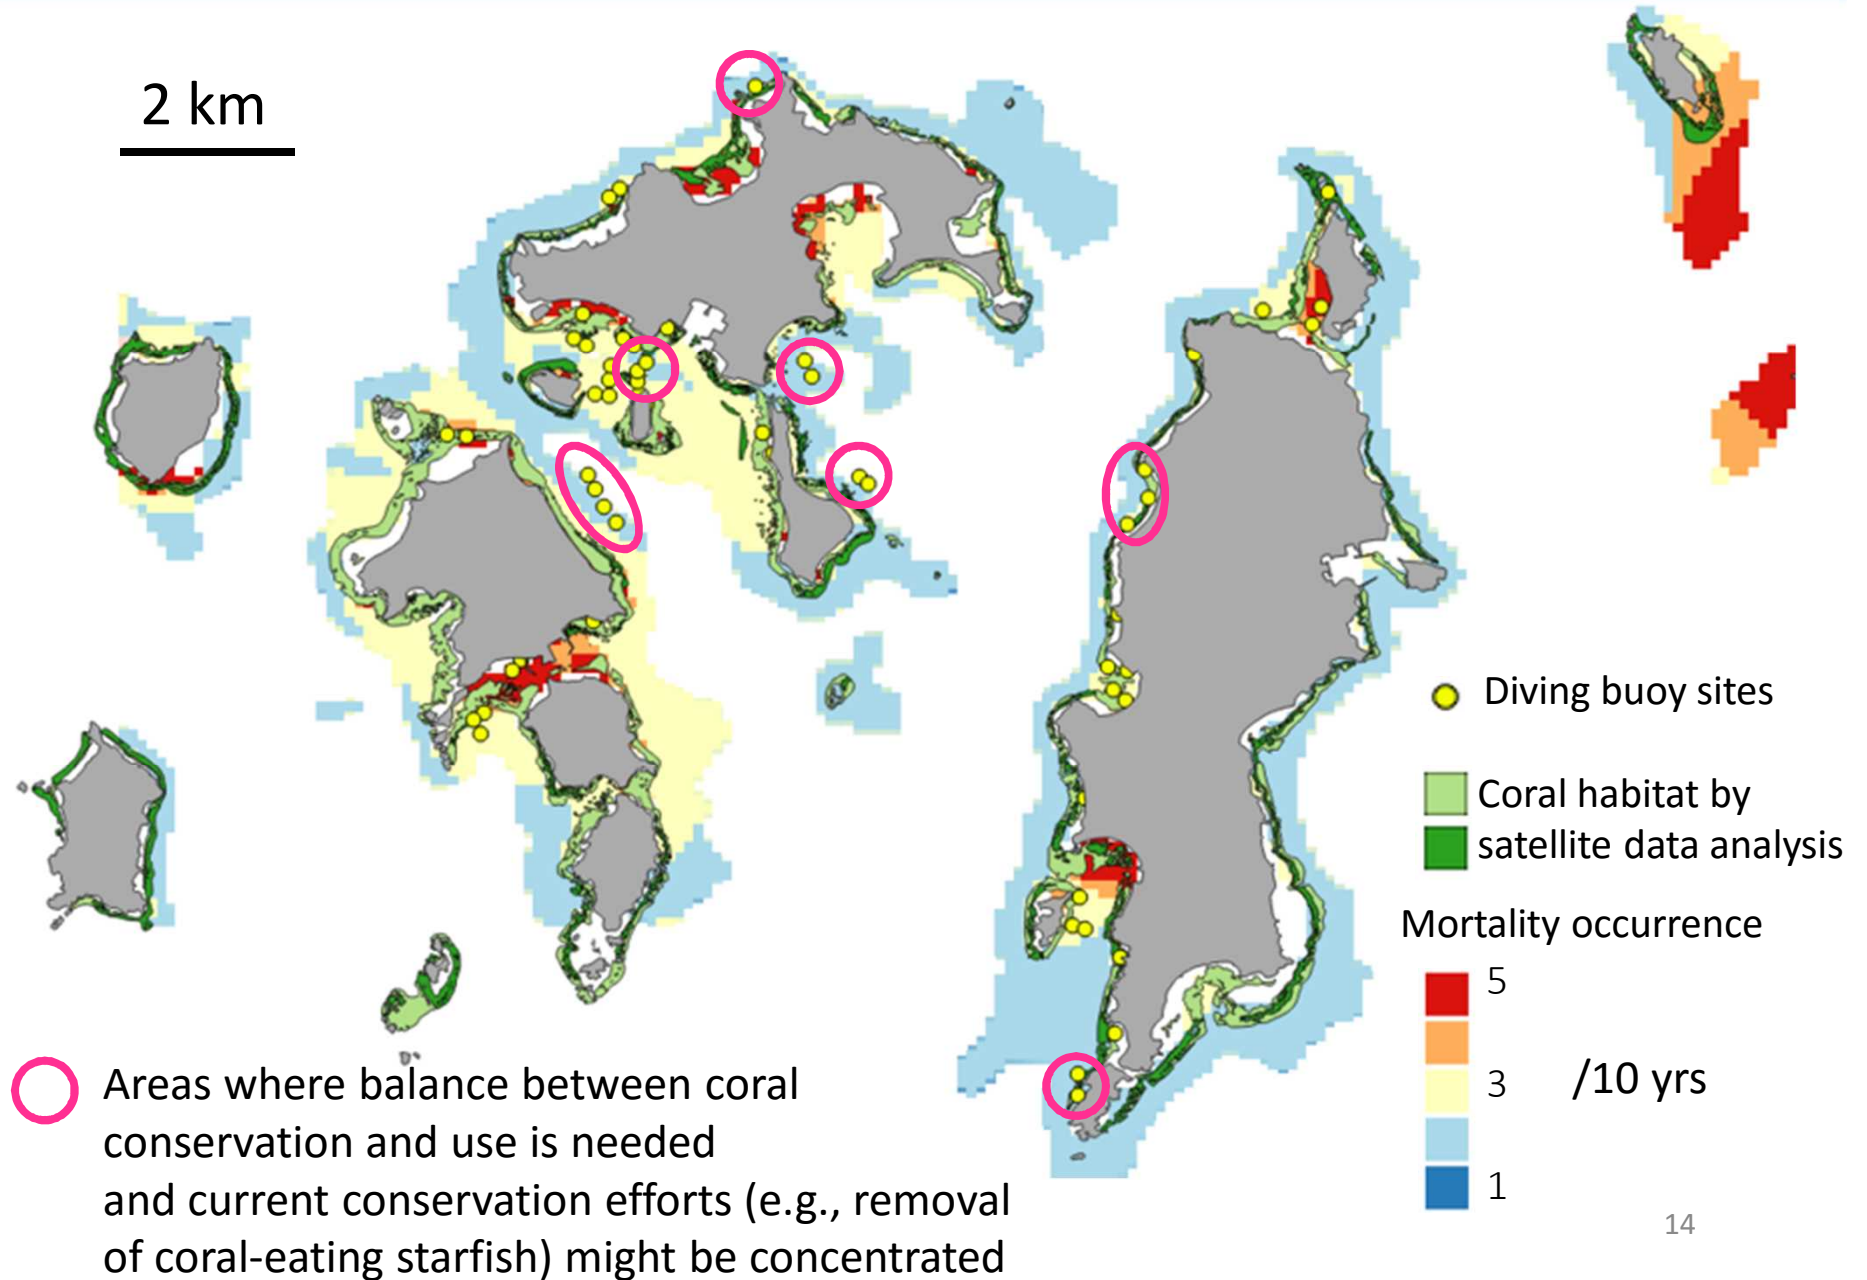 2 km
Diving buoy sites
Coral habitat by
satellite data analysis
Mortality occurrence
5
3
/10 yrs
1
Areas where balance between coral
conservation and use is needed
and current conservation efforts (e.g., removal
of coral-eating starfish) might be concentrated
14